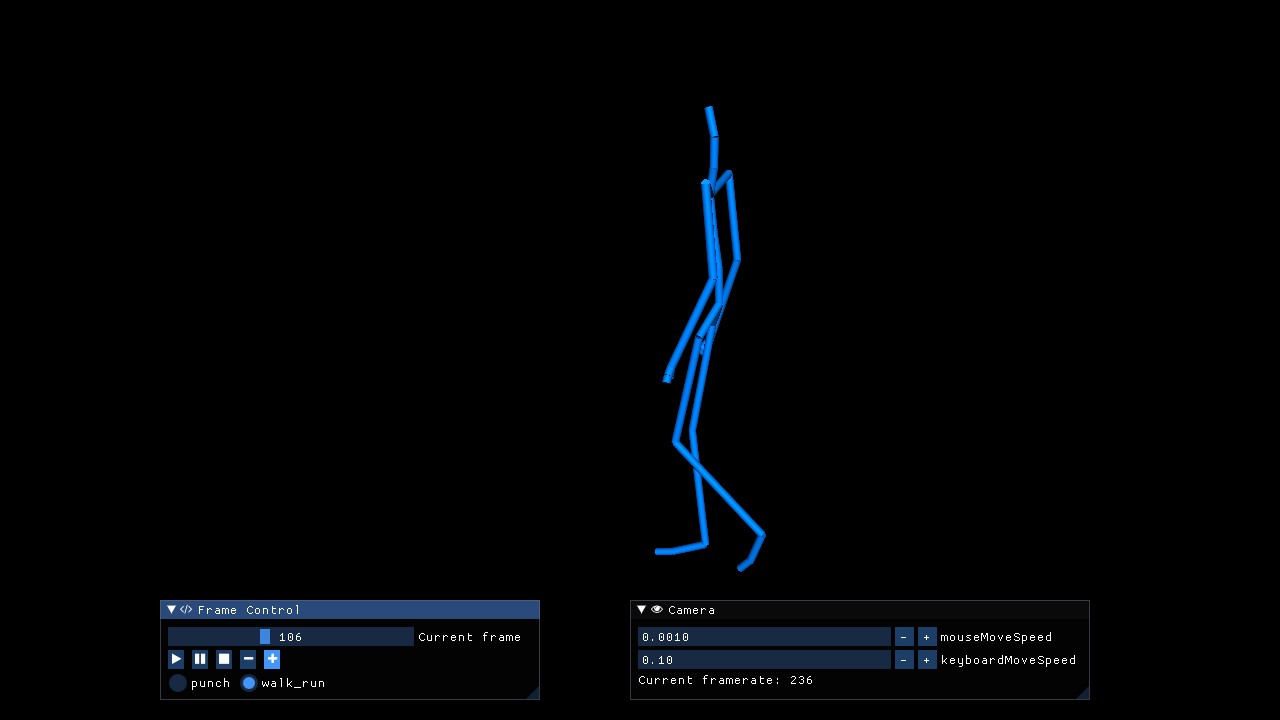 Frame Control
106 Current frame
punch walk_run
Camera
0.0010 - + mouseMoveSpeed
0.10 - + keyboardMoveSpeed
Current framerate: 236